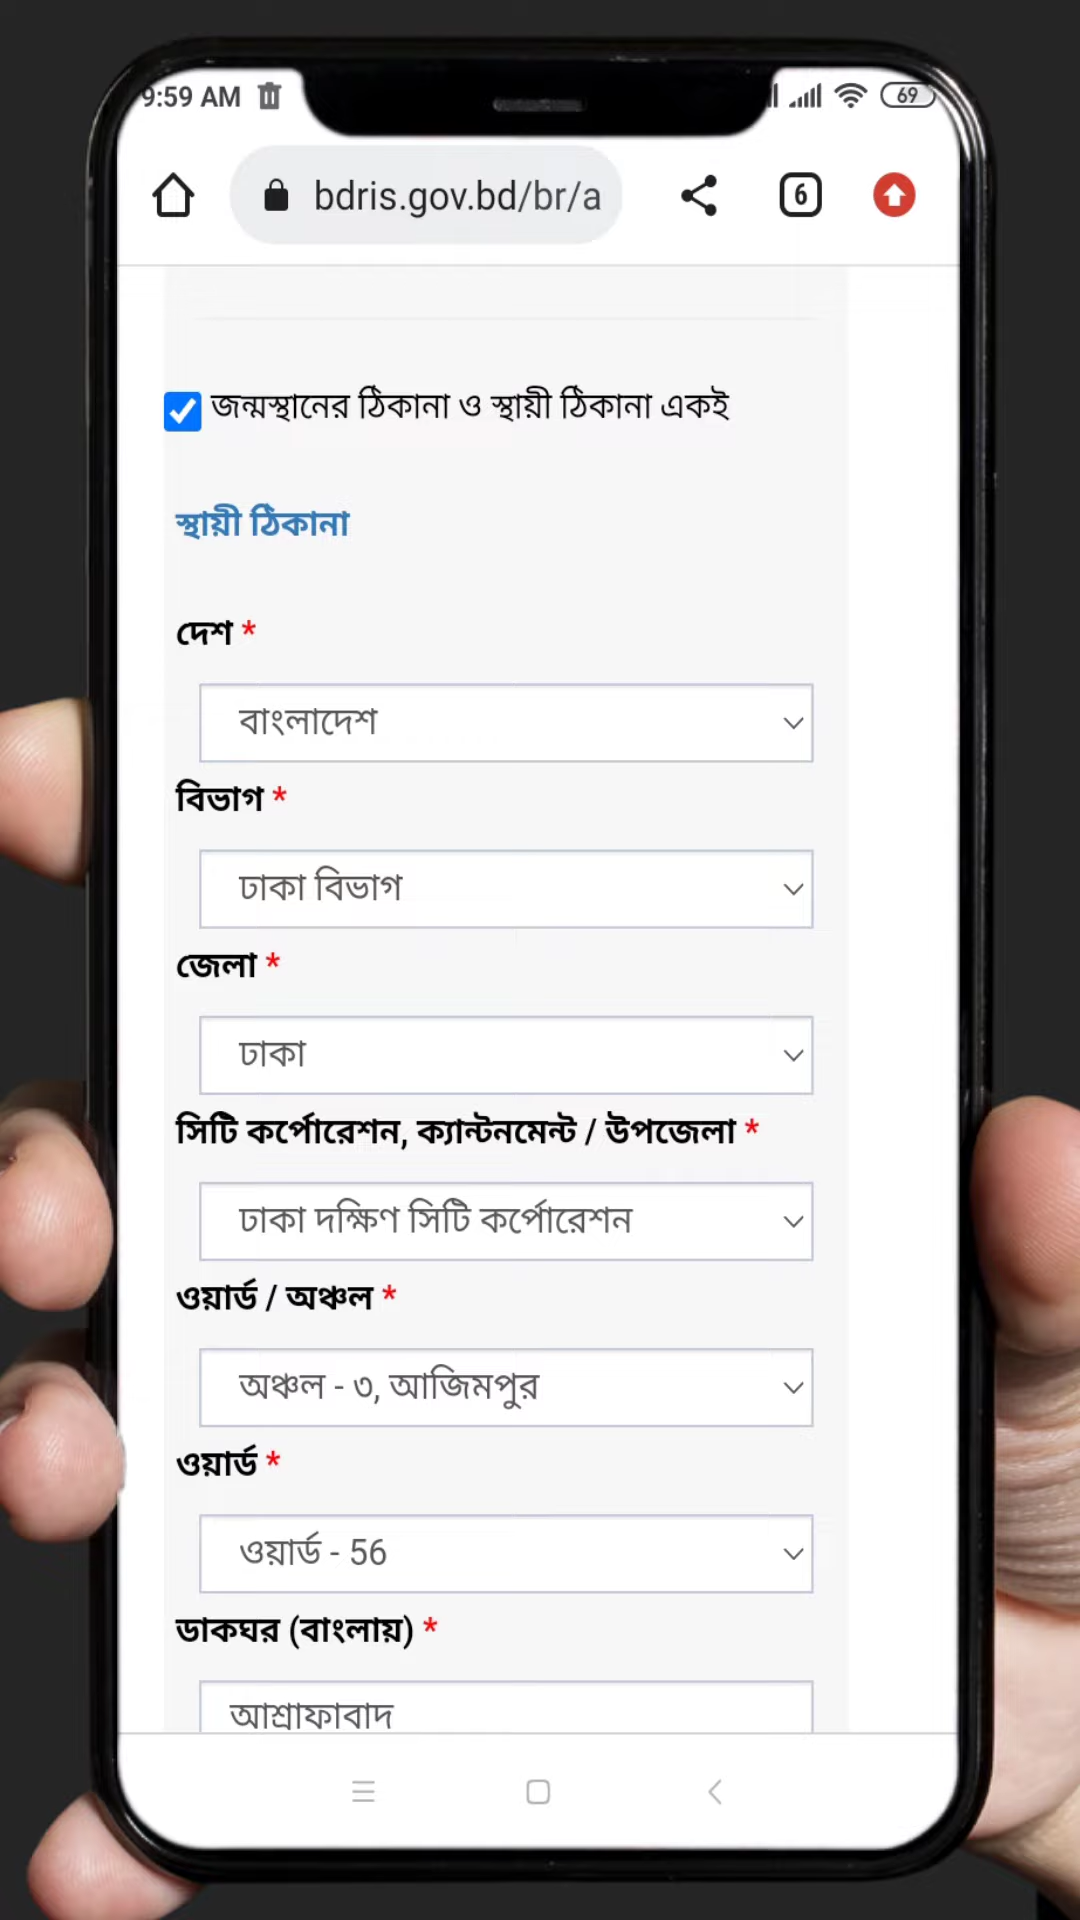 9:59 AM
69
bdris.gov.bd/br/a
6
জন্মস্থানের ঠিকানা ও স্থায়ী ঠিকানা একই
স্থায়ী ঠিকানা
দেশ *
বাংলাদেশ
বিভাগ *
ঢাকা বিভাগ
জেলা *
ঢাকা
সিটি কর্পোরেশন, ক্যান্টনমেন্ট / উপজেলা *
ঢাকা দক্ষিণ সিটি কর্পোরেশন
ওয়ার্ড / অঞ্চল *
অঞ্চল - ৩, আজিমপুর
ওয়ার্ড *
ওয়ার্ড - 56
ডাকঘর (বাংলায়) *
আশ্রাফাবাদ